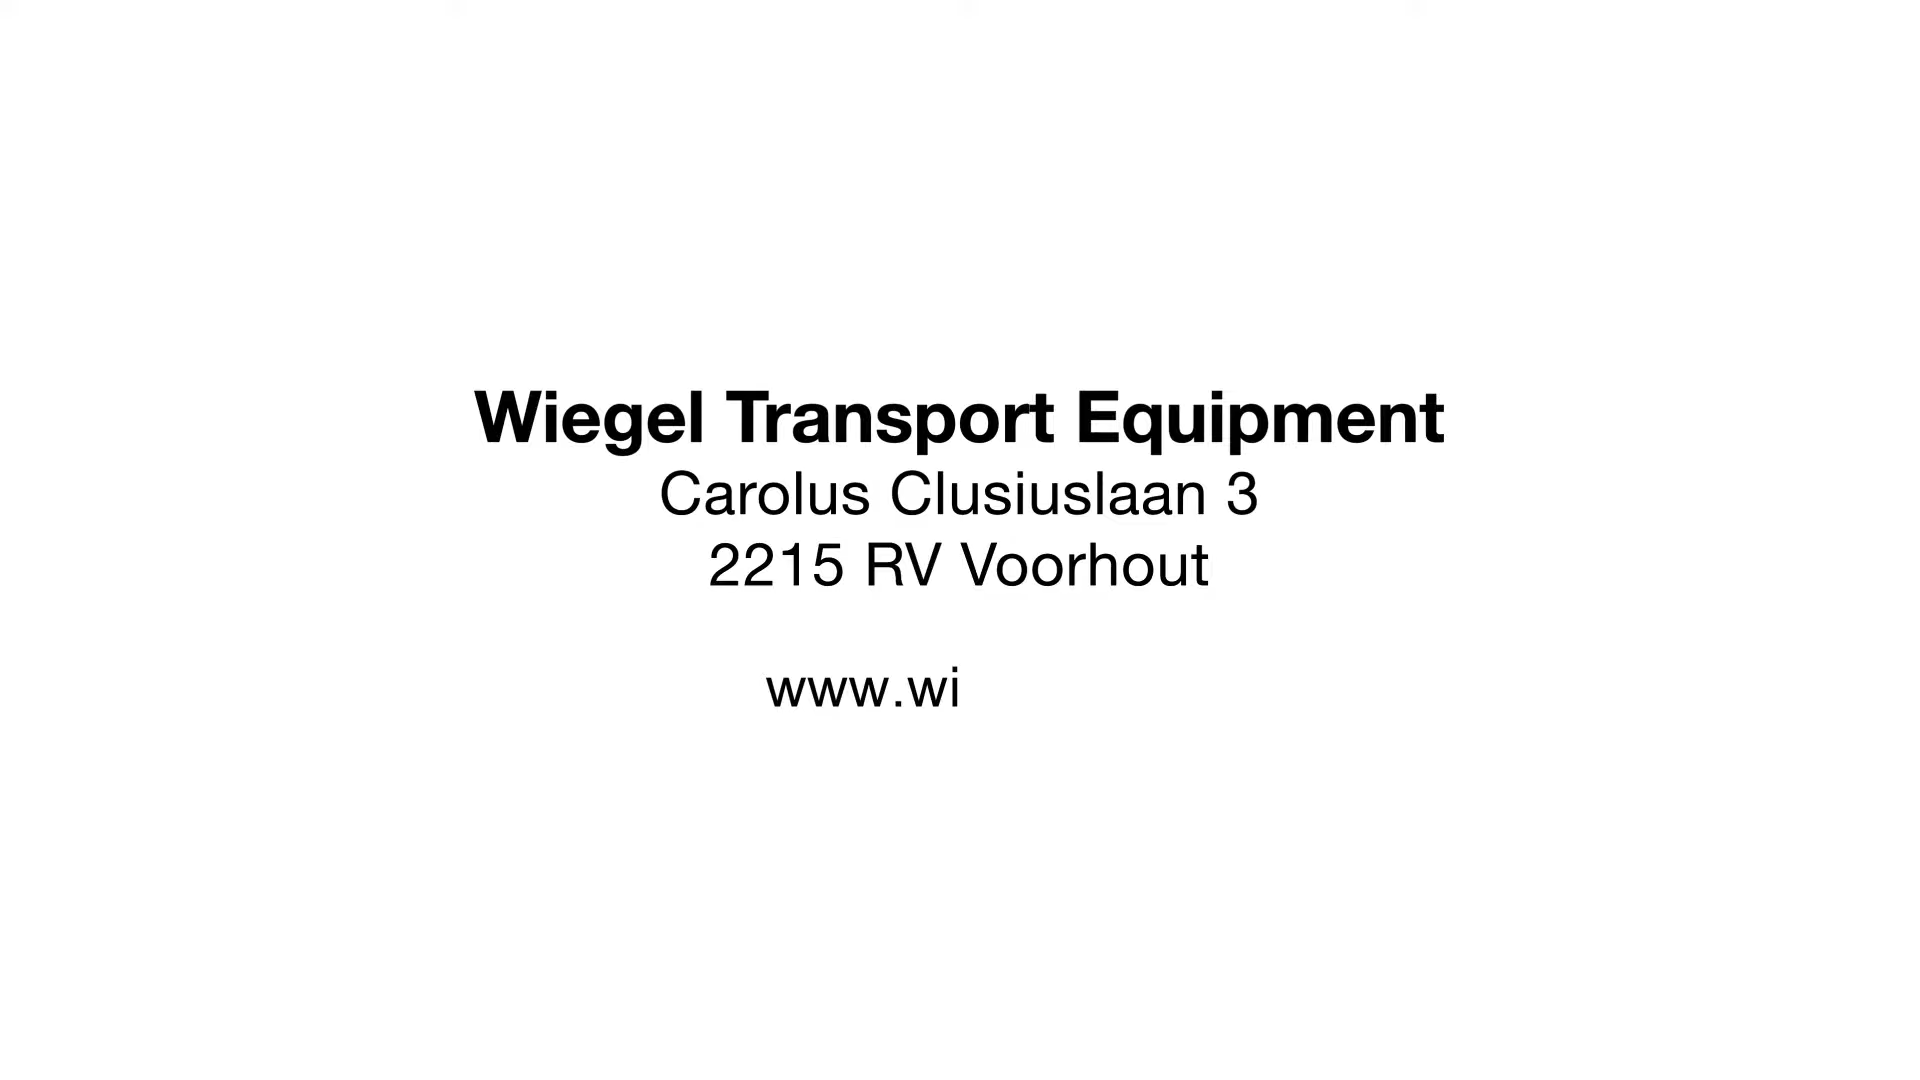 Wiegel Transport Equipment
Carolus Clusiuslaan 3
2215 RV Voorhout
www.wi